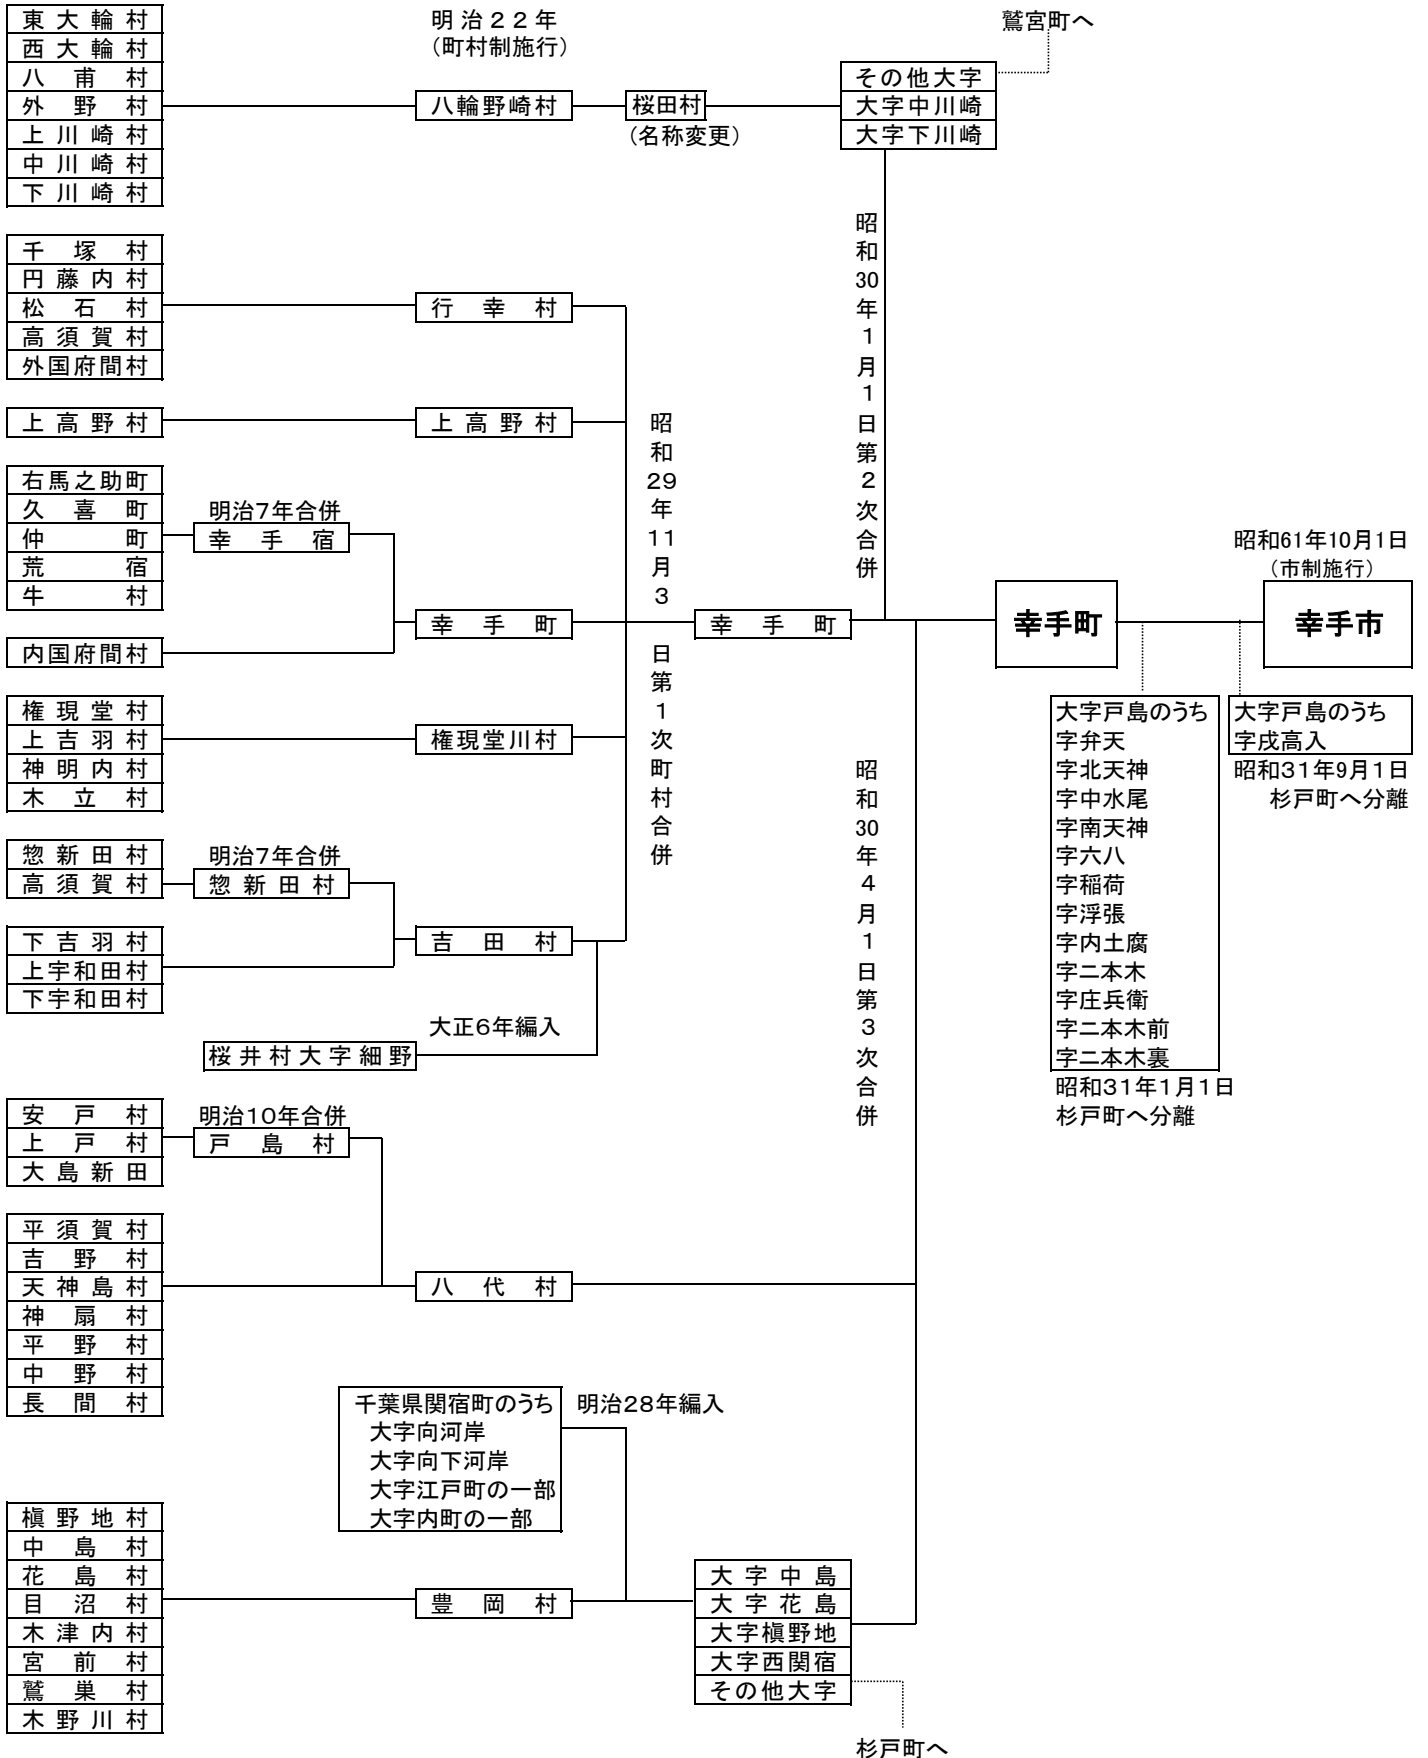 東大輪村
西大輪村
八甫村
外野村
上川崎村
中川崎村
下川崎村
明治22年
(町村制施行)
八輪野崎村
桜田村
(名称変更)
鷲宮町へ
その他大字
大字中川崎
大字下川崎
昭和30年1月1日第2次合併
千塚村
円藤内村
松石村
高須賀村
外国府間村
行幸村
上高野村
上高野村
右馬之助町
久喜町
仲町
荒宿
牛村
明治7年合併
幸手宿
内国府間村
幸手町
昭和29年11月3日第1次町村合併
幸手町
幸手町
昭和61年10月1日
(市制施行)
幸手市
権現堂村
上吉羽村
神明内村
木立村
権現堂川村
惣新田村
高須賀村
明治7年合併
惣新田村
下吉羽村
上宇和田村
下宇和田村
吉田村
大正6年編入
桜井村大字細野
昭和30年4月1日第3次合併
大字戸島のうち
字弁天
字北天神
字中水尾
字南天神
字六八
字稲荷
字浮張
字内土腐
字二本木
字庄兵衛
字二本木前
字二本木裏
昭和31年1月1日
杉戸町へ分離
大字戸島のうち
字戌高入
昭和31年9月1日
杉戸町へ分離
安戸村
上戸村
大島新田
明治10年合併
戸島村
平須賀村
吉野村
天神島村
神扇村
平野村
中野村
長間村
八代村
千葉県関宿町のうち
大字向河岸
大字向下河岸
大字江戸町の一部
大字内町の一部
明治28年編入
槇野地村
中島村
花島村
目沼村
木津内村
宮前村
鷲巣村
木野川村
豊岡村
大字中島
大字花島
大字槇野地
大字西関宿
その他大字
杉戸町へ